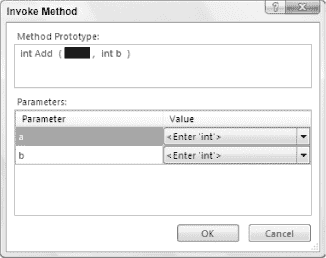 Invoke Method
Method Prototype:
int Add ( , int b )
Parameters:
Parameter Value
a <Enter 'int'>
b <Enter 'int'>
OK Cancel